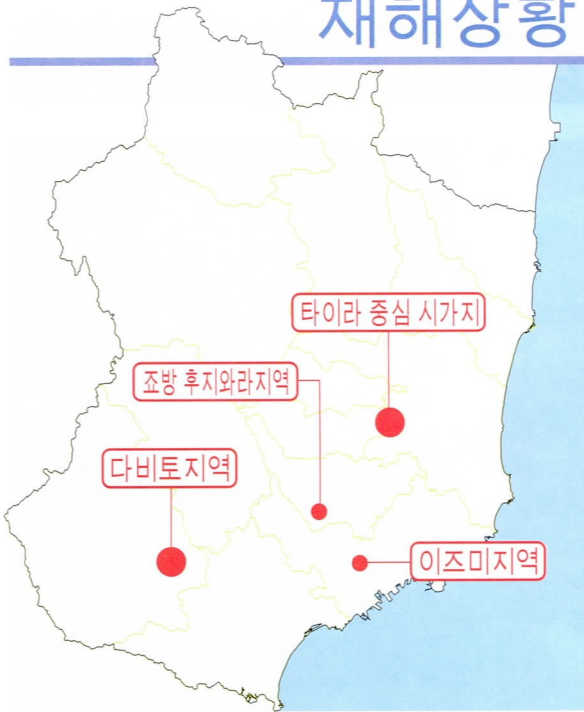 재해상황
타이라 중심 시가지
죠방 후지와라지역
다비토지역
이즈미지역